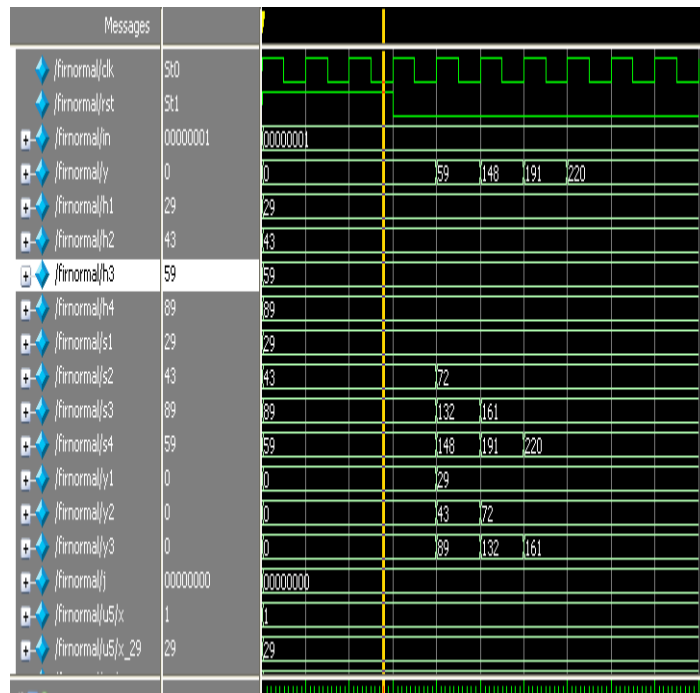 Messages
/firnormal/clk St0
/firnormal/rst St1
/firnormal/in 00000001 00000001
/firnormal/y 0 0 59 148 191 220
/firnormal/h1 29 29
/firnormal/h2 43 43
/firnormal/h3 59 59
/firnormal/h4 89 89
/firnormal/s1 29 29
/firnormal/s2 43 43 72
/firnormal/s3 89 89 132 161
/firnormal/s4 59 59 148 191 220
/firnormal/y1 0 0 29
/firnormal/y2 0 0 43 72
/firnormal/y3 0 0 89 132 161
/firnormal/j 00000000 00000000
/firnormal/u5/x 1 1
/firnormal/u5/x_29 29 29